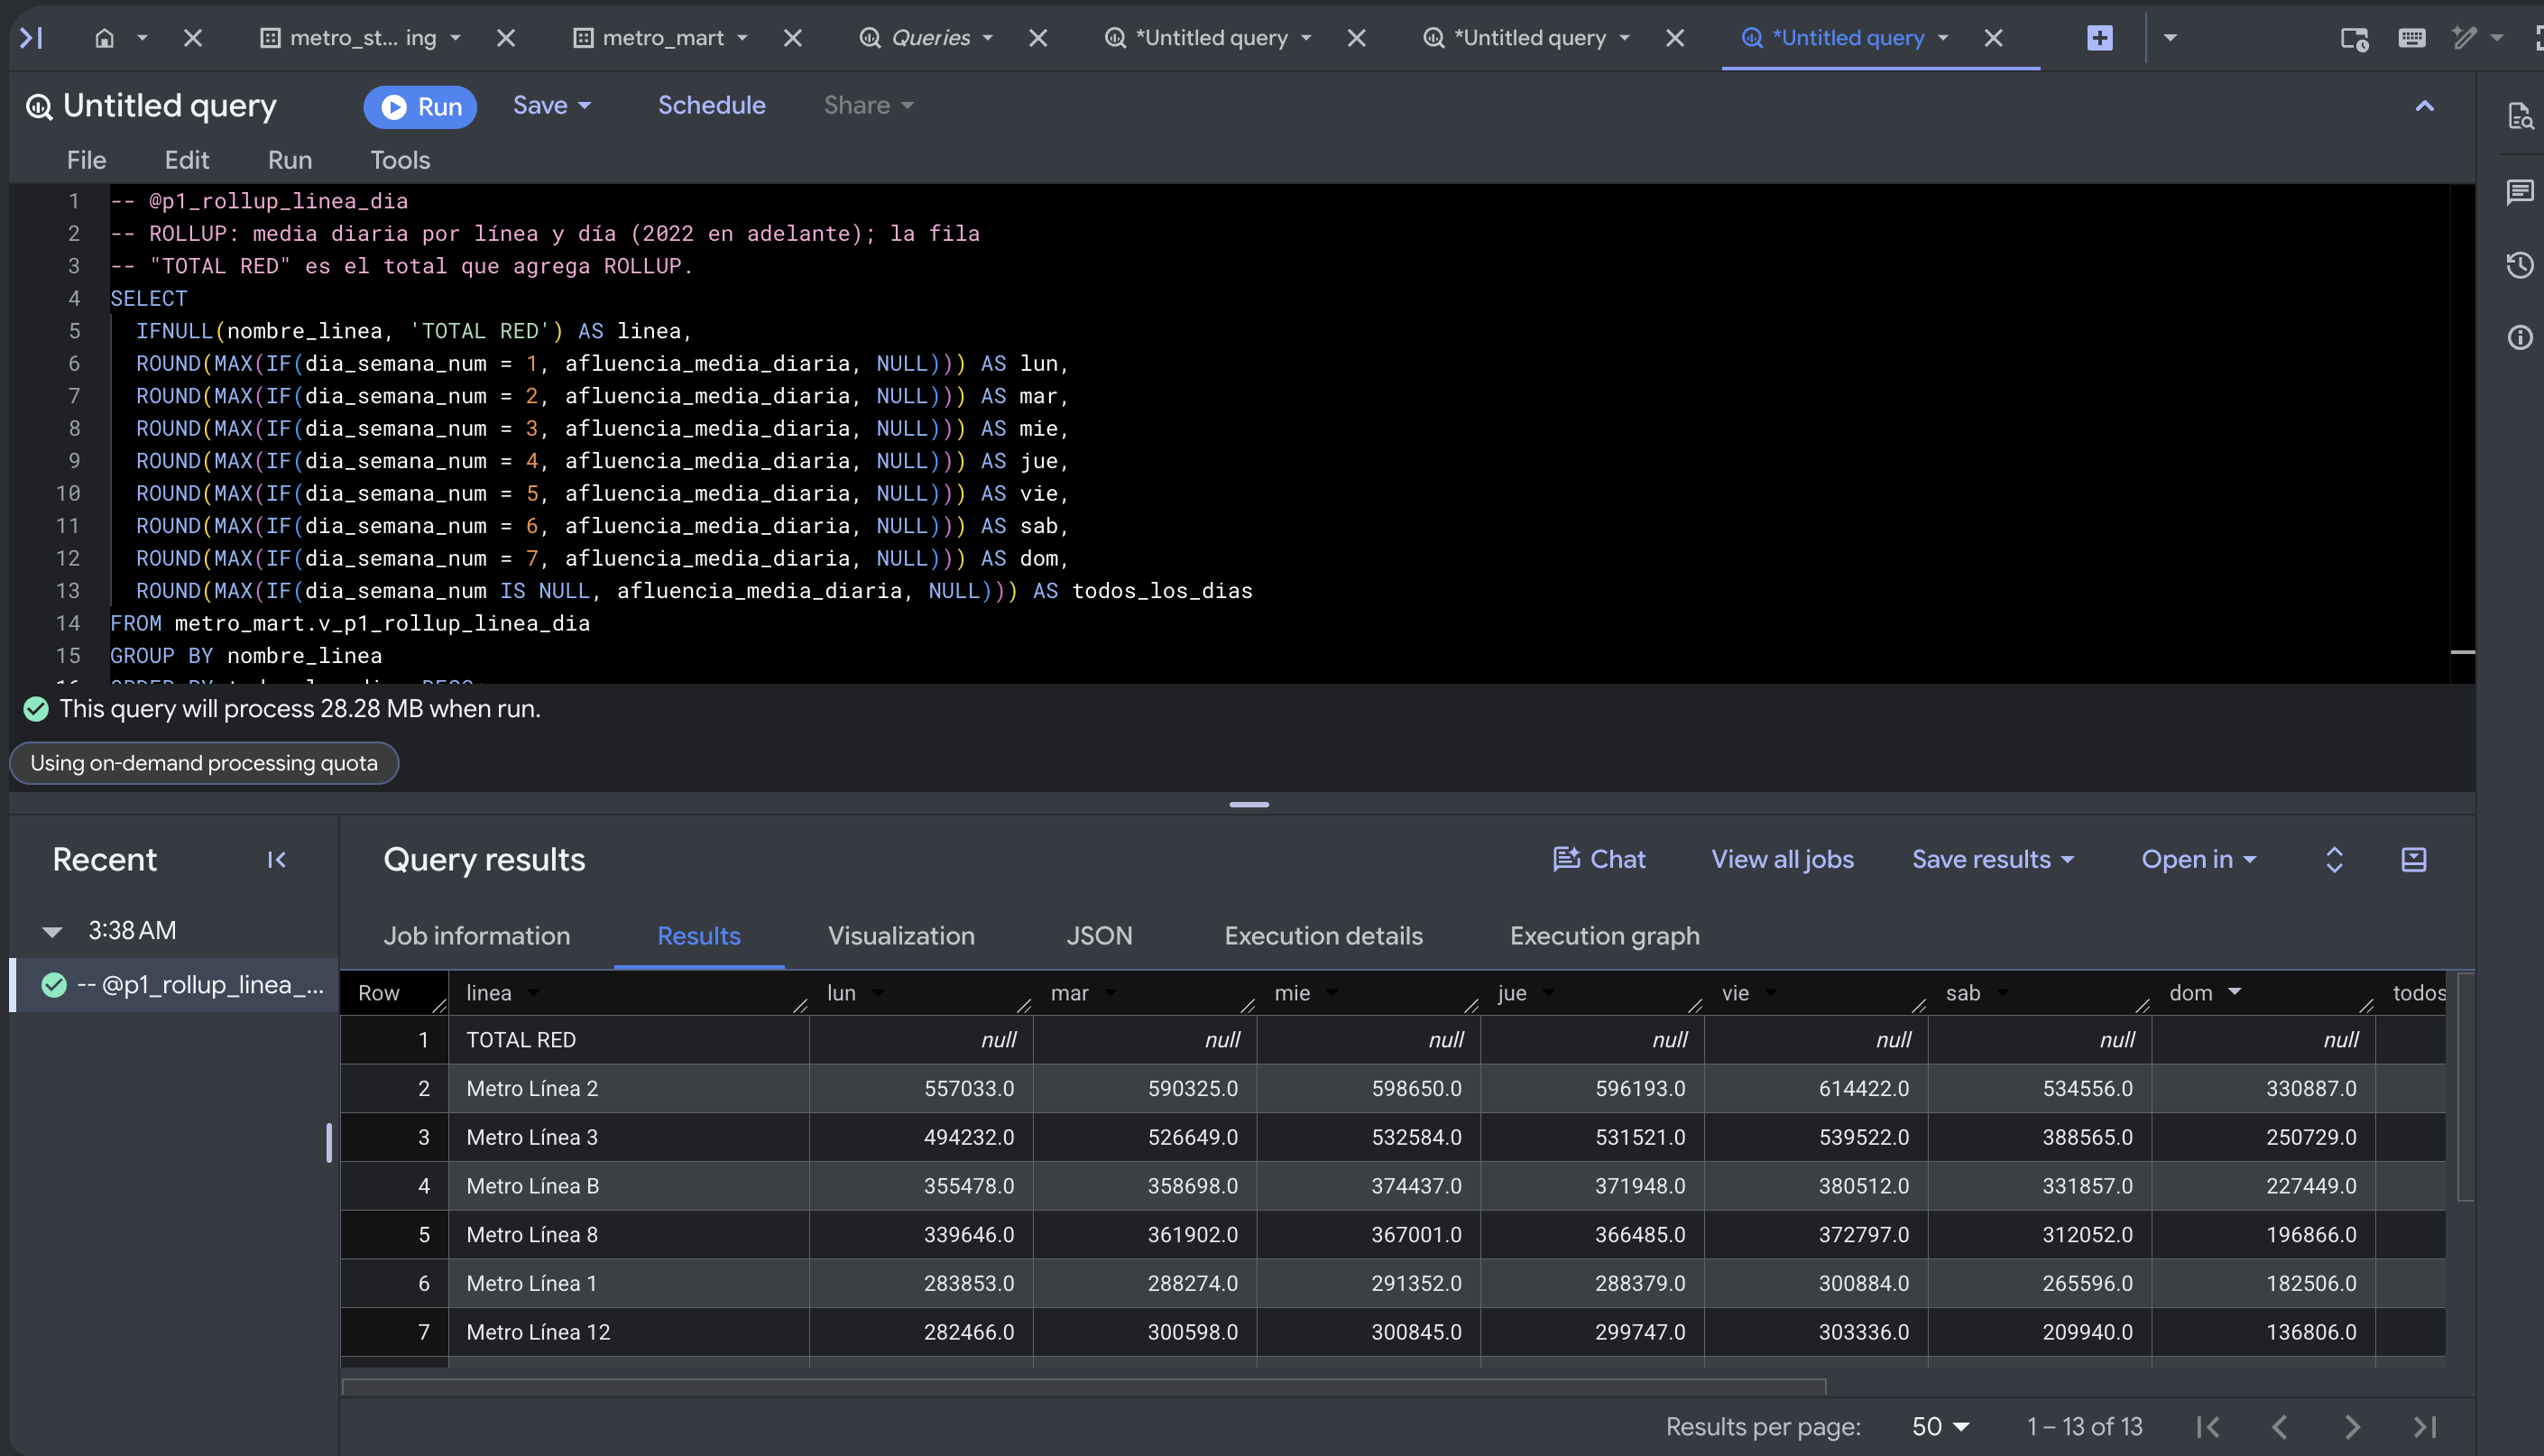 metro_st... ing
metro_mart
Queries
*Untitled query
*Untitled query
*Untitled query
Untitled query
Run
Save
Schedule
Share
File
Edit
Run
Tools
1 -- @p1_rollup_linea_dia
2 -- ROLLUP: media diaria por línea y día (2022 en adelante); la fila
3 -- "TOTAL RED" es el total que agrega ROLLUP.
4 SELECT
5 IFNULL(nombre_linea, 'TOTAL RED') AS linea,
6 ROUND(MAX(IF(dia_semana_num = 1, afluencia_media_diaria, NULL))) AS lun,
7 ROUND(MAX(IF(dia_semana_num = 2, afluencia_media_diaria, NULL))) AS mar,
8 ROUND(MAX(IF(dia_semana_num = 3, afluencia_media_diaria, NULL))) AS mie,
9 ROUND(MAX(IF(dia_semana_num = 4, afluencia_media_diaria, NULL))) AS jue,
10 ROUND(MAX(IF(dia_semana_num = 5, afluencia_media_diaria, NULL))) AS vie,
11 ROUND(MAX(IF(dia_semana_num = 6, afluencia_media_diaria, NULL))) AS sab,
12 ROUND(MAX(IF(dia_semana_num = 7, afluencia_media_diaria, NULL))) AS dom,
13 ROUND(MAX(IF(dia_semana_num IS NULL, afluencia_media_diaria, NULL))) AS todos_los_dias
14 FROM metro_mart.v_p1_rollup_linea_dia
15 GROUP BY nombre_linea
This query will process 28.28 MB when run.
Using on-demand processing quota
Recent
3:38 AM
-- @p1_rollup_linea_...
Query results
Chat
View all jobs
Save results
Open in
Job information
Results
Visualization
JSON
Execution details
Execution graph
Row linea lun mar mie jue vie sab dom todos
1 TOTAL RED null null null null null null null
2 Metro Línea 2 557033.0 590325.0 598650.0 596193.0 614422.0 534556.0 330887.0
3 Metro Línea 3 494232.0 526649.0 532584.0 531521.0 539522.0 388565.0 250729.0
4 Metro Línea B 355478.0 358698.0 374437.0 371948.0 380512.0 331857.0 227449.0
5 Metro Línea 8 339646.0 361902.0 367001.0 366485.0 372797.0 312052.0 196866.0
6 Metro Línea 1 283853.0 288274.0 291352.0 288379.0 300884.0 265596.0 182506.0
7 Metro Línea 12 282466.0 300598.0 300845.0 299747.0 303336.0 209940.0 136806.0
Results per page: 50 1 – 13 of 13